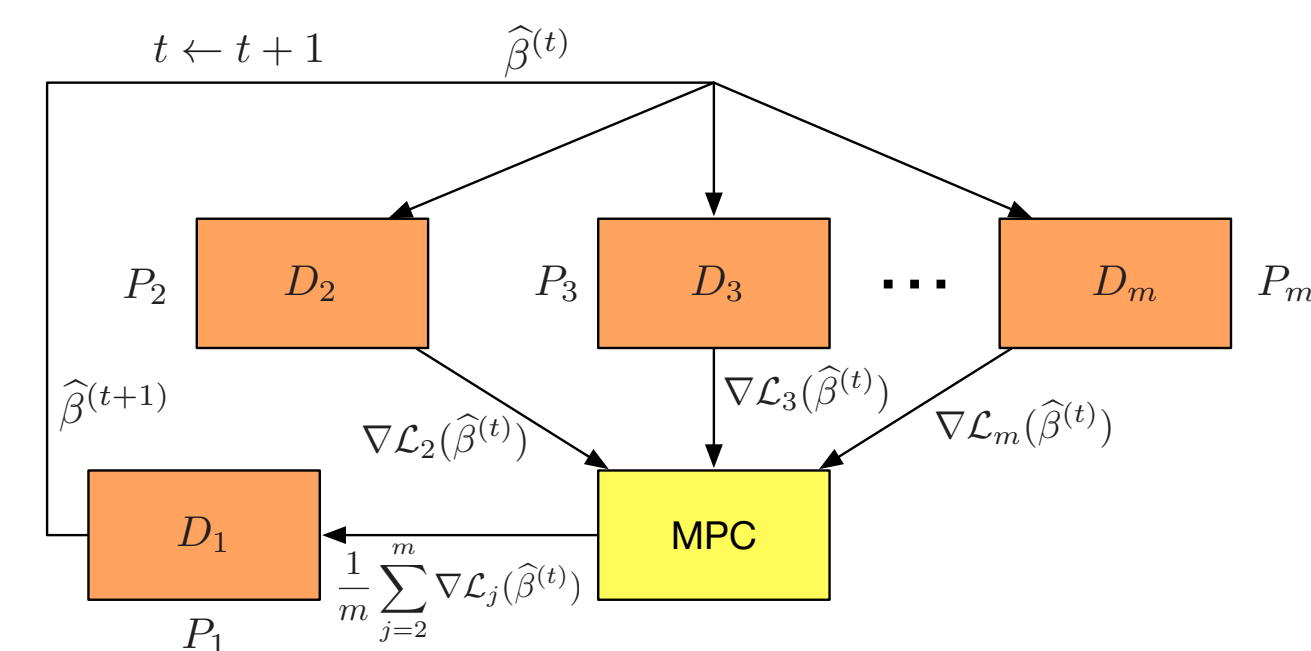 t ← t + 1
β̂^(t)
P_2
D_2
P_3
D_3
...
D_m
P_m
β̂^(t+1)
∇ℒ_2(β̂^(t))
∇ℒ_3(β̂^(t))
∇ℒ_m(β̂^(t))
D_1
MPC
1/m ∑_{j=2}^{m} ∇ℒ_j(β̂^(t))
P_1